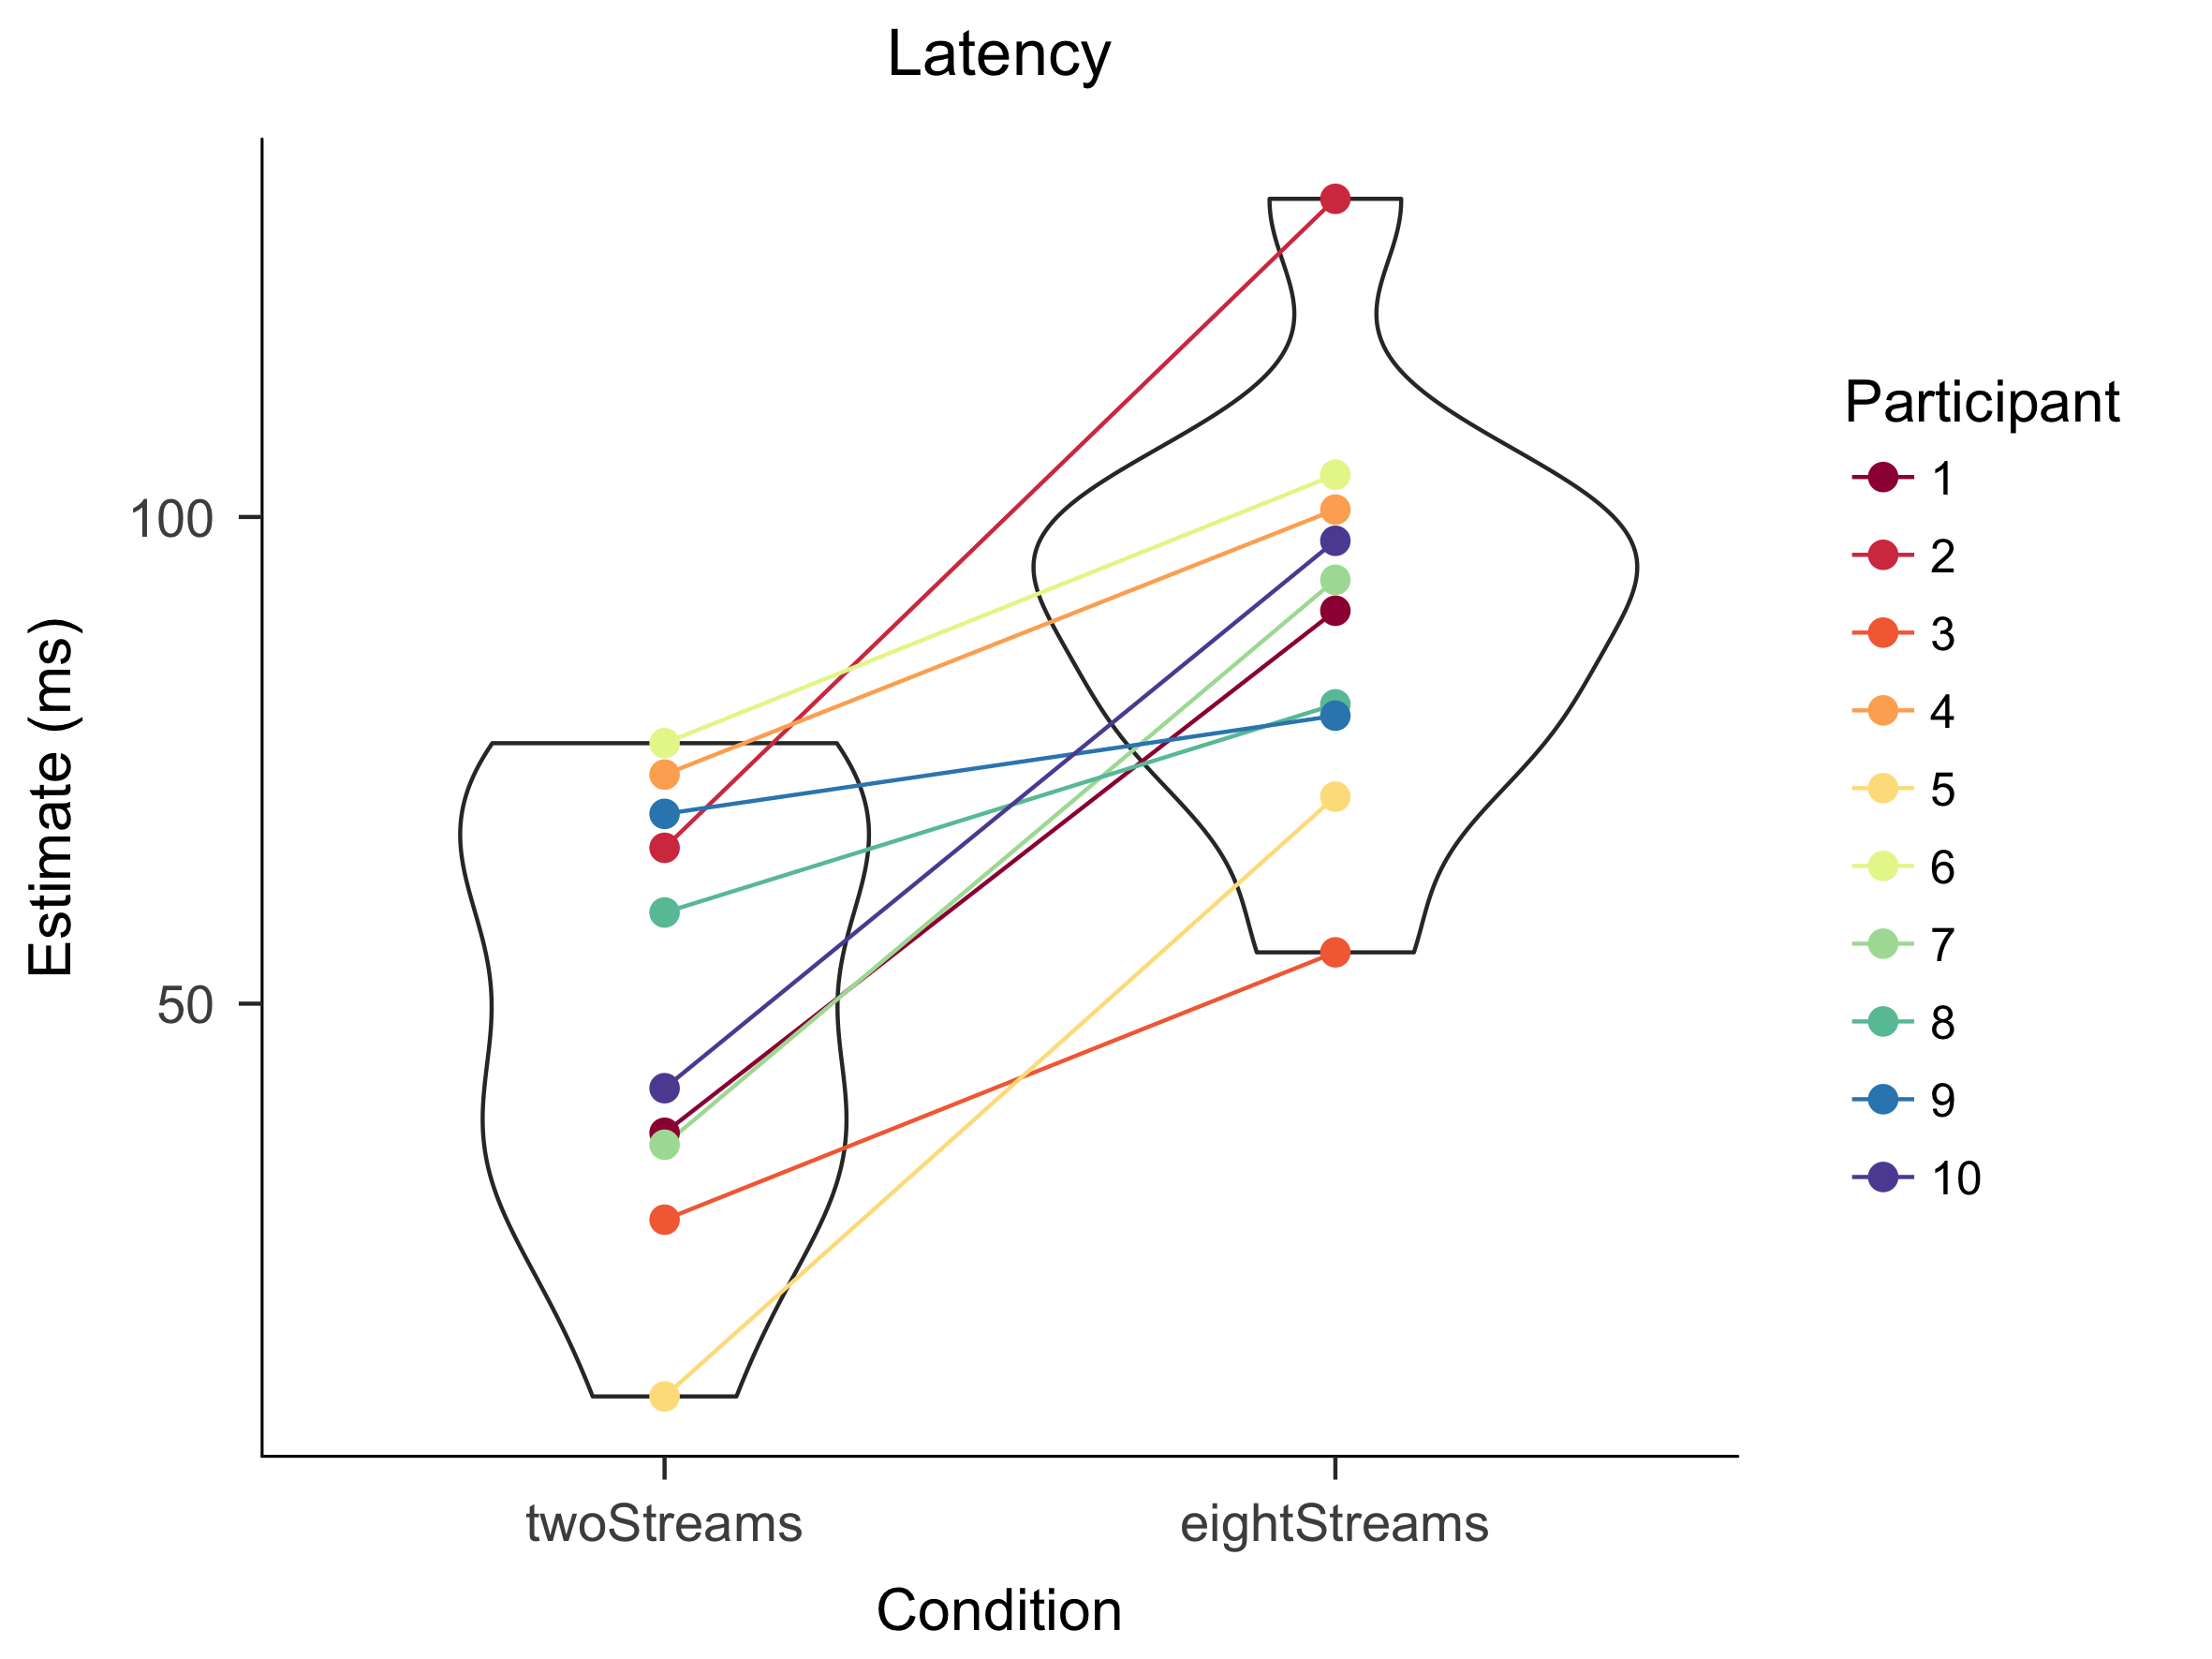 Latency
Estimate (ms)
100
50
twoStreams
eightStreams
Condition
Participant
1
2
3
4
5
6
7
8
9
10